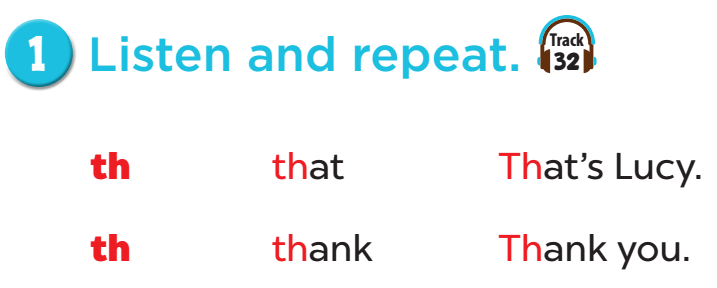 1 Listen and repeat. Track 32
th that That’s Lucy.
th thank Thank you.